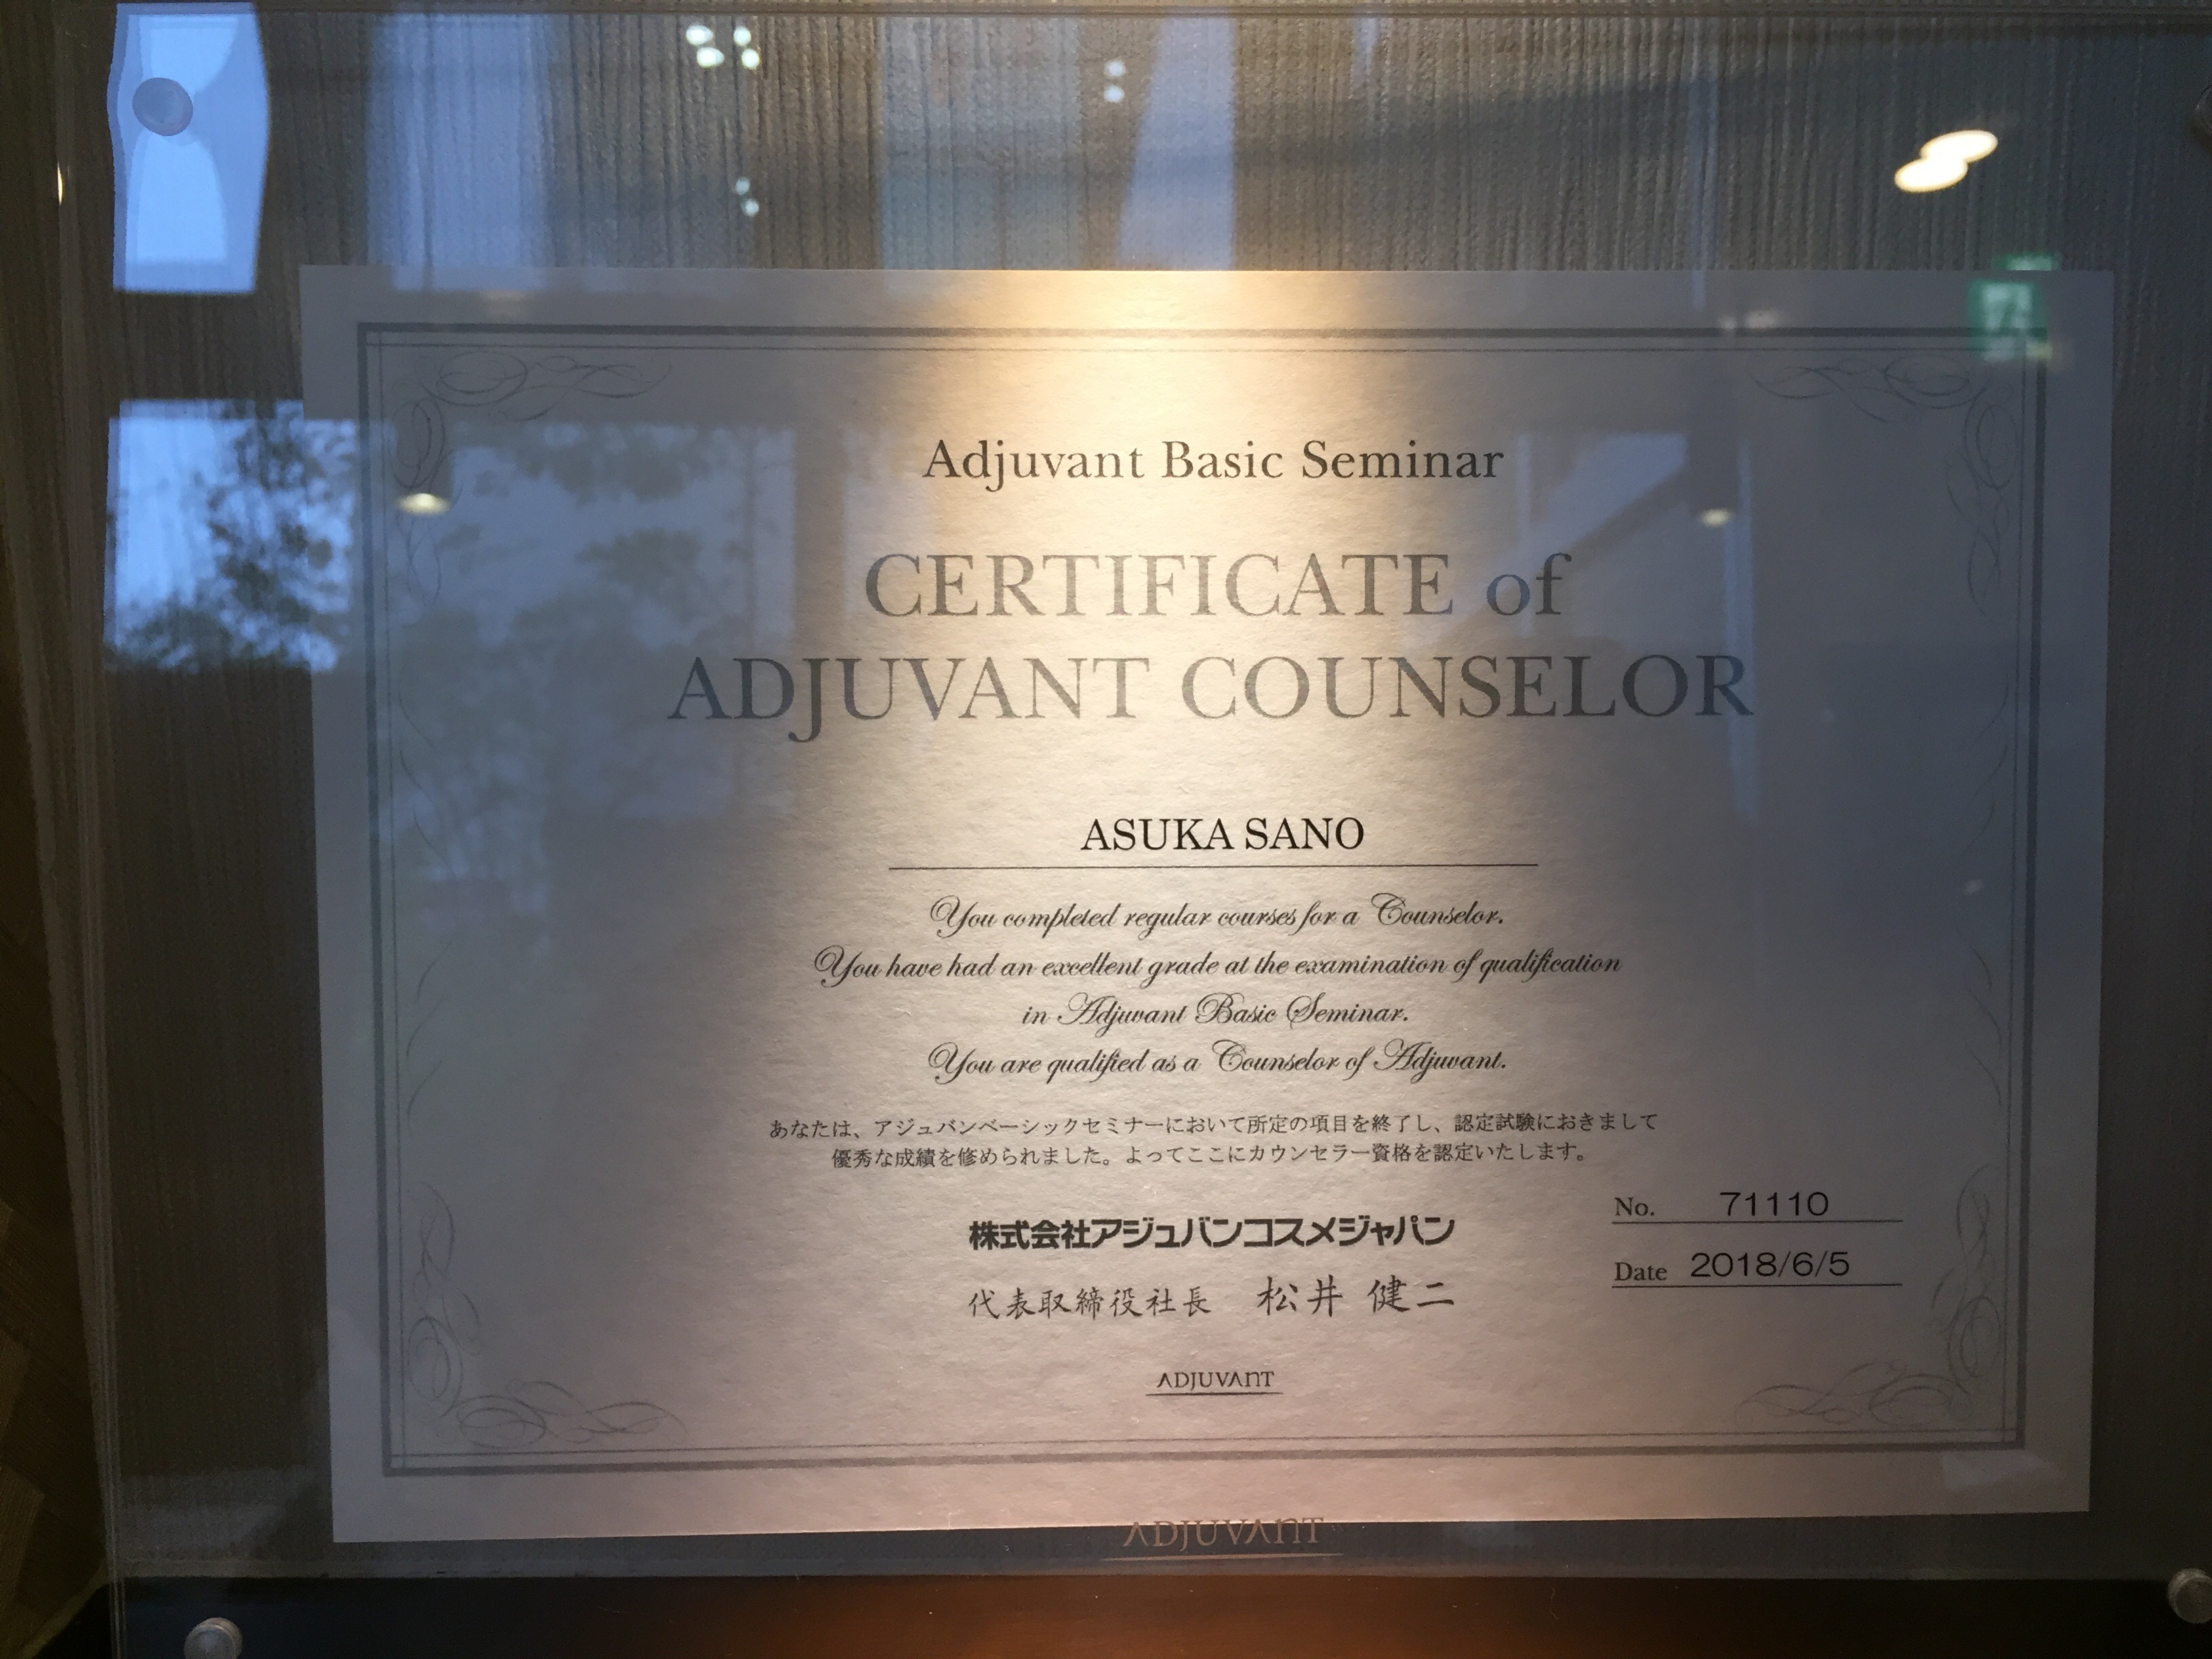 Adjuvant Basic Seminar
CERTIFICATE of
ADJUVANT COUNSELOR
ASUKA SANO
You completed regular courses for a Counselor.
You have had an excellent grade at the examination of qualification
in Adjuvant Basic Seminar.
You are qualified as a Counselor of Adjuvant.
あなたは、アジュバンベーシックセミナーにおいて所定の項目を終了し、認定試験におきまして
優秀な成績を修められました。よってここにカウンセラー資格を認定いたします。
No. 71110
株式会社アジュバンコスメジャパン
Date 2018/6/5
代表取締役社長 松井 健二
ADJUVANT
ADJUVANT